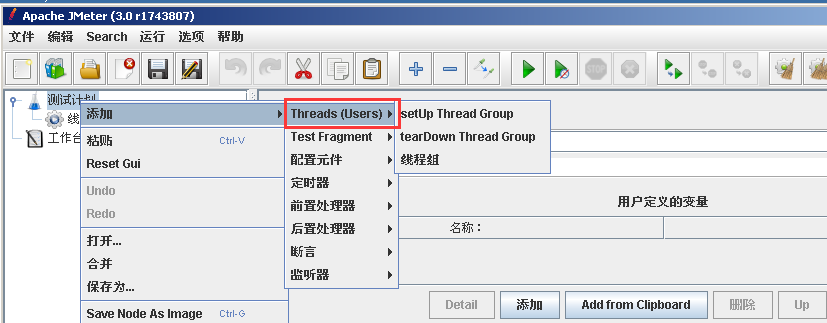 Apache JMeter (3.0 r1743807)
文件 编辑 Search 运行 选项 帮助
测试计划
线
工作台
添加
粘贴 Ctrl-V
Reset Gui
Undo
Redo
打开...
合并
保存为...
Save Node As Image Ctrl-G
Threads (Users)
Test Fragment
配置元件
定时器
前置处理器
后置处理器
断言
监听器
setUp Thread Group
tearDown Thread Group
线程组
用户定义的变量
名称：
Detail 添加 Add from Clipboard 删除 Up